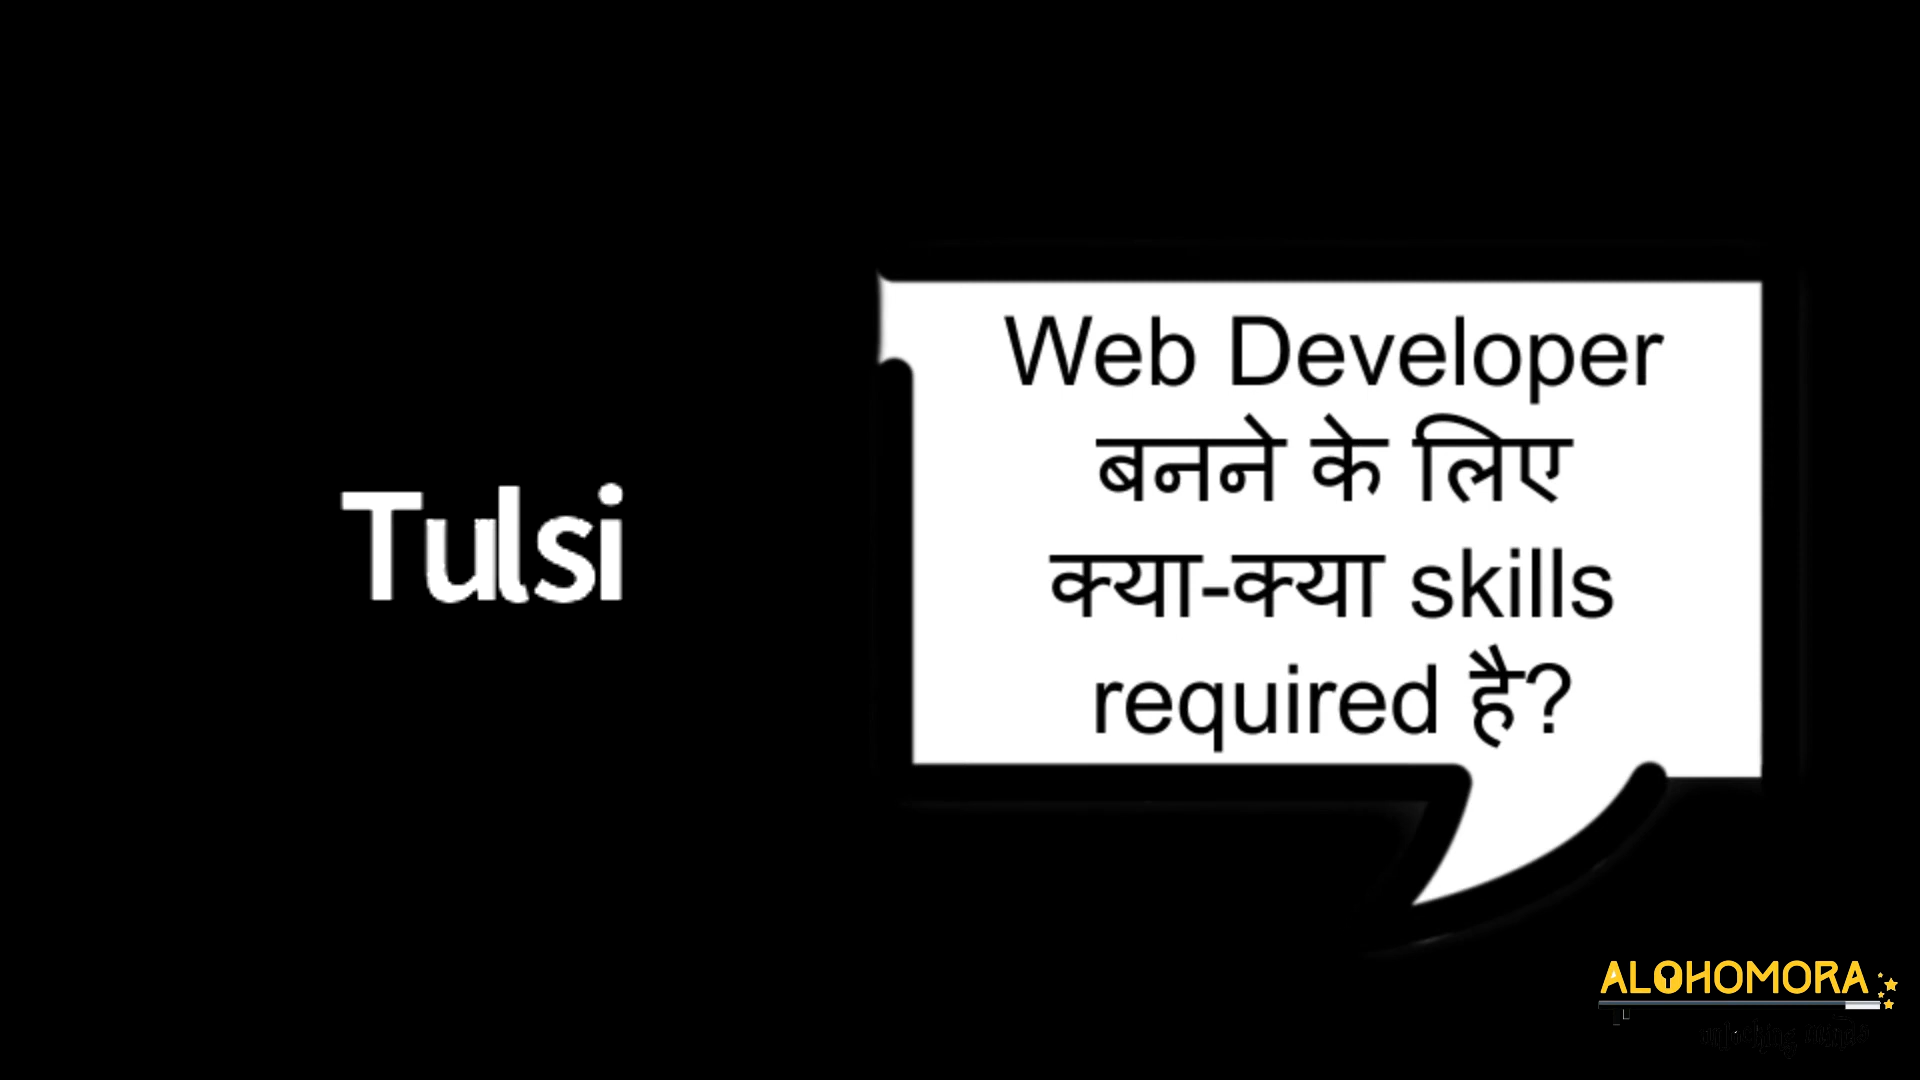 Tulsi
Web Developer
बनने के लिए
क्या-क्या skills
required है?
ALOHOMORA